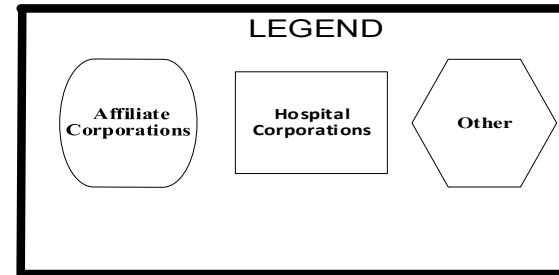 LEGEND
Affiliate
Corporations
Hospital
Corporations
Other